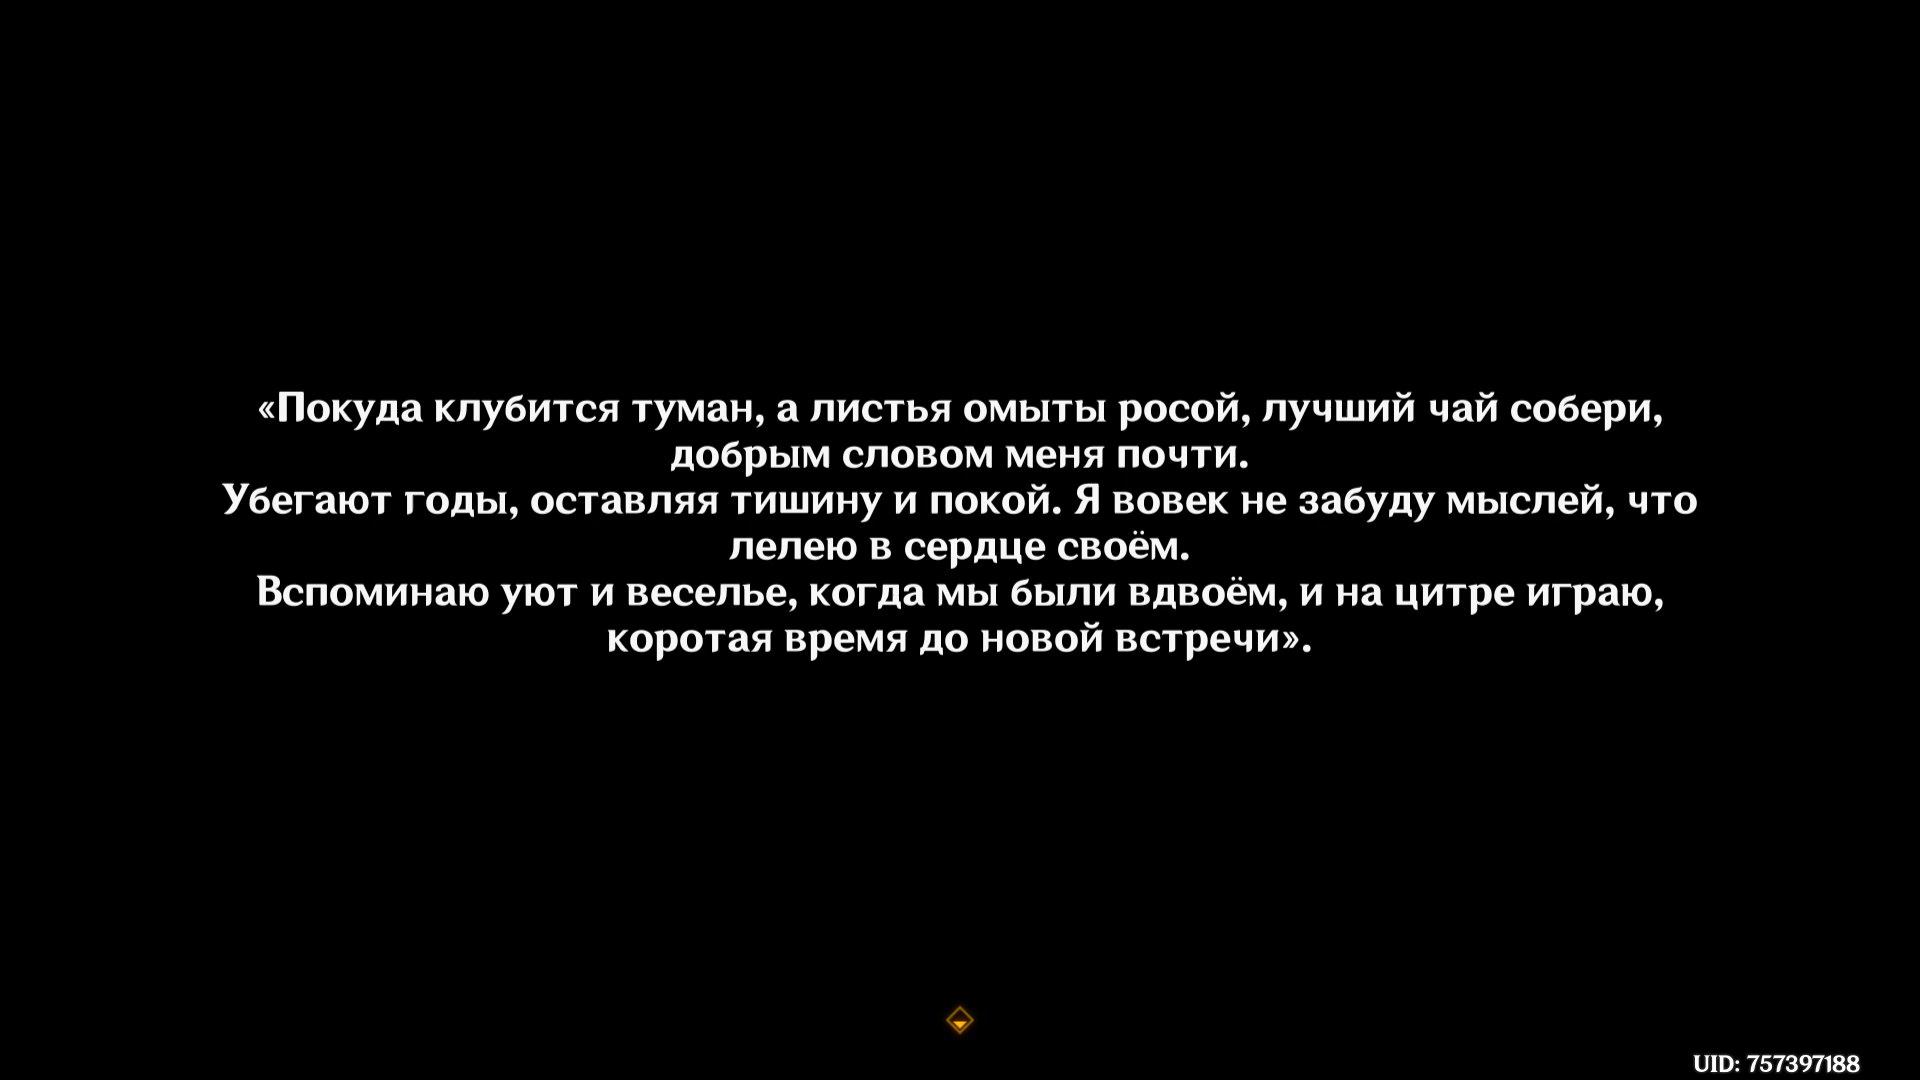 «Покуда клубится туман, а листья омыты росой, лучший чай собери,
добрым словом меня почти.
Убегают годы, оставляя тишину и покой. Я вовек не забуду мыслей, что
лелею в сердце своём.
Вспоминаю уют и веселье, когда мы были вдвоём, и на цитре играю,
коротая время до новой встречи».
UID: 757397188